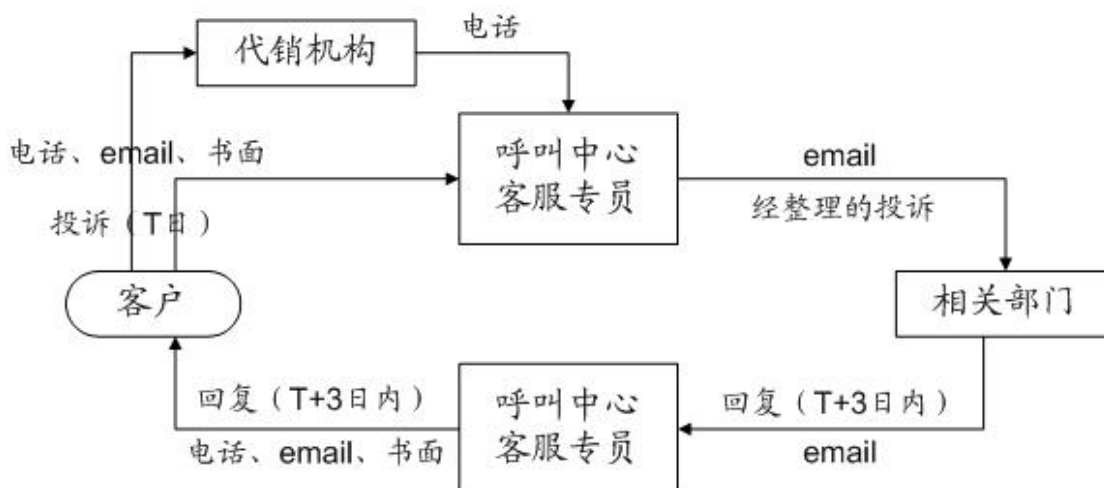 代销机构
电话
电话、email、书面
呼叫中心
客服专员
email
经整理的投诉
投诉（T日）
客户
相关部门
回复（T+3日内）
电话、email、书面
呼叫中心
客服专员
回复（T+3日内）
email